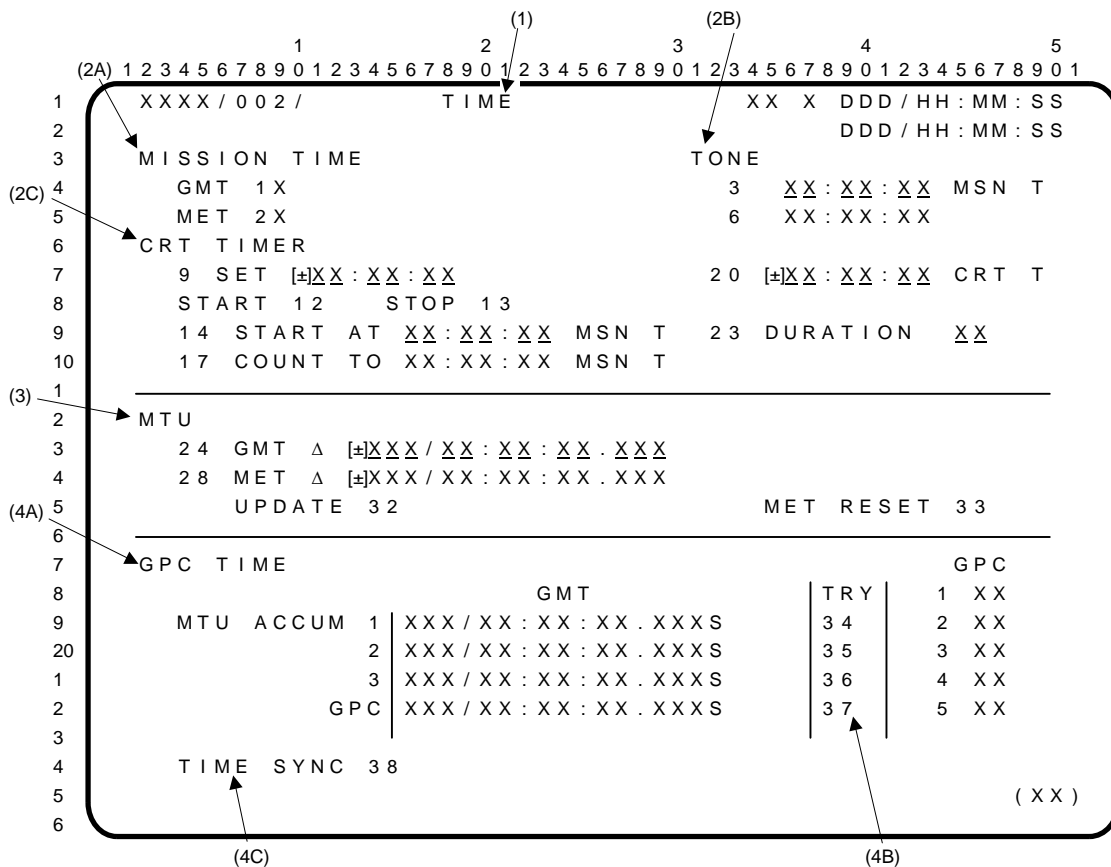 (1) (2B)
1 2 3 4 5
(2A) 1 2 3 4 5 6 7 8 9 0 1 2 3 4 5 6 7 8 9 0 1 2 3 4 5 6 7 8 9 0 1 2 3 4 5 6 7 8 9 0 1 2 3 4 5 6 7 8 9 0 1
1 XXXX/002/ TIME XX X DDD/HH:MM:SS
2 DDD/HH:MM:SS
3 MISSION TIME TONE
4 GMT 1X 3 XX:XX:XX MSN T
(2C)
5 MET 2X 6 XX:XX:XX
6 CRT TIMER
7 9 SET [±]XX:XX:XX 20 [±]XX:XX:XX CRT T
8 START 12 STOP 13
9 14 START AT XX:XX:XX MSN T 23 DURATION XX
10 17 COUNT TO XX:XX:XX MSN T
1
(3)
2 MTU
3 24 GMT Δ [±]XXX/XX:XX:XX.XXX
4 28 MET Δ [±]XXX/XX:XX:XX.XXX
(4A) 5 UPDATE 32 MET RESET 33
6
7 GPC TIME GPC
8 GMT TRY 1 XX
9 MTU ACCUM 1 XXX/XX:XX:XX.XXXS 34 2 XX
20 2 XXX/XX:XX:XX.XXXS 35 3 XX
1 3 XXX/XX:XX:XX.XXXS 36 4 XX
2 GPC XXX/XX:XX:XX.XXXS 37 5 XX
3
4 TIME SYNC 38
5 (XX)
6
(4C) (4B)